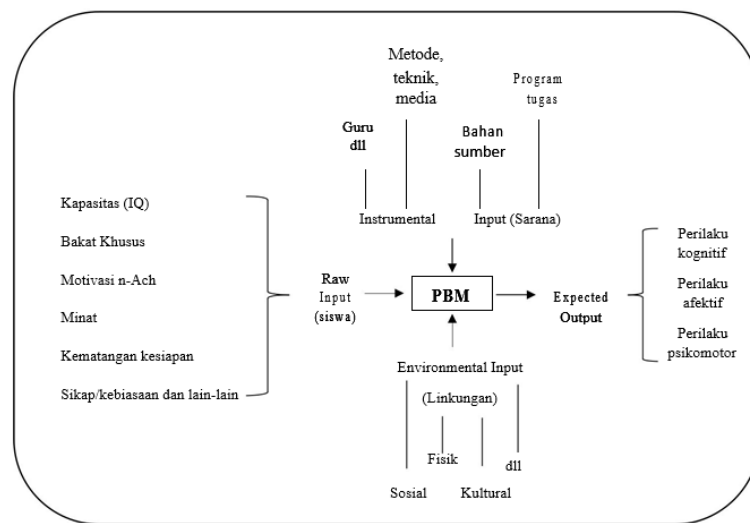 Metode,
teknik,
media
Program
tugas
Guru
dll
Bahan
sumber
Instrumental
Input (Sarana)
Kapasitas (IQ)
Bakat Khusus
Motivasi n-Ach
Minat
Kematangan kesiapan
Sikap/kebiasaan dan lain-lain
Raw
Input
(siswa)
PBM
Expected
Output
Perilaku
kognitif
Perilaku
afektif
Perilaku
psikomotor
Environmental Input
(Linkungan)
Fisik
dll
Sosial
Kultural